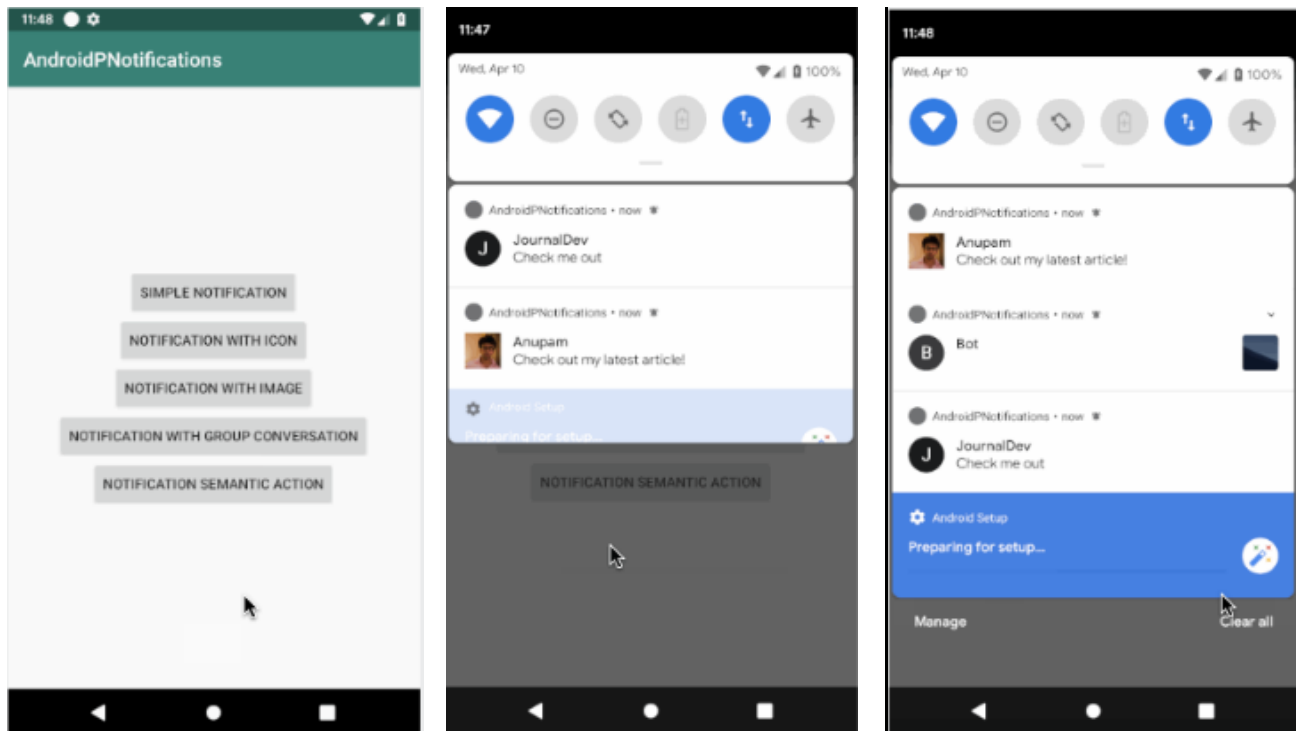 11:48
AndroidPNotifications
SIMPLE NOTIFICATION
NOTIFICATION WITH ICON
NOTIFICATION WITH IMAGE
NOTIFICATION WITH GROUP CONVERSATION
NOTIFICATION SEMANTIC ACTION
11:47
Wed, Apr 10 100%
AndroidPNotifications • now
J JournalDev
Check me out
AndroidPNotifications • now
Anupam
Check out my latest article!
Android Setup
Preparing for setup...
NOTIFICATION SEMANTIC ACTION
11:48
Wed, Apr 10 100%
AndroidPNotifications • now
Anupam
Check out my latest article!
AndroidPNotifications • now
B Bot
AndroidPNotifications • now
J JournalDev
Check me out
Android Setup
Preparing for setup...
Manage Clear all